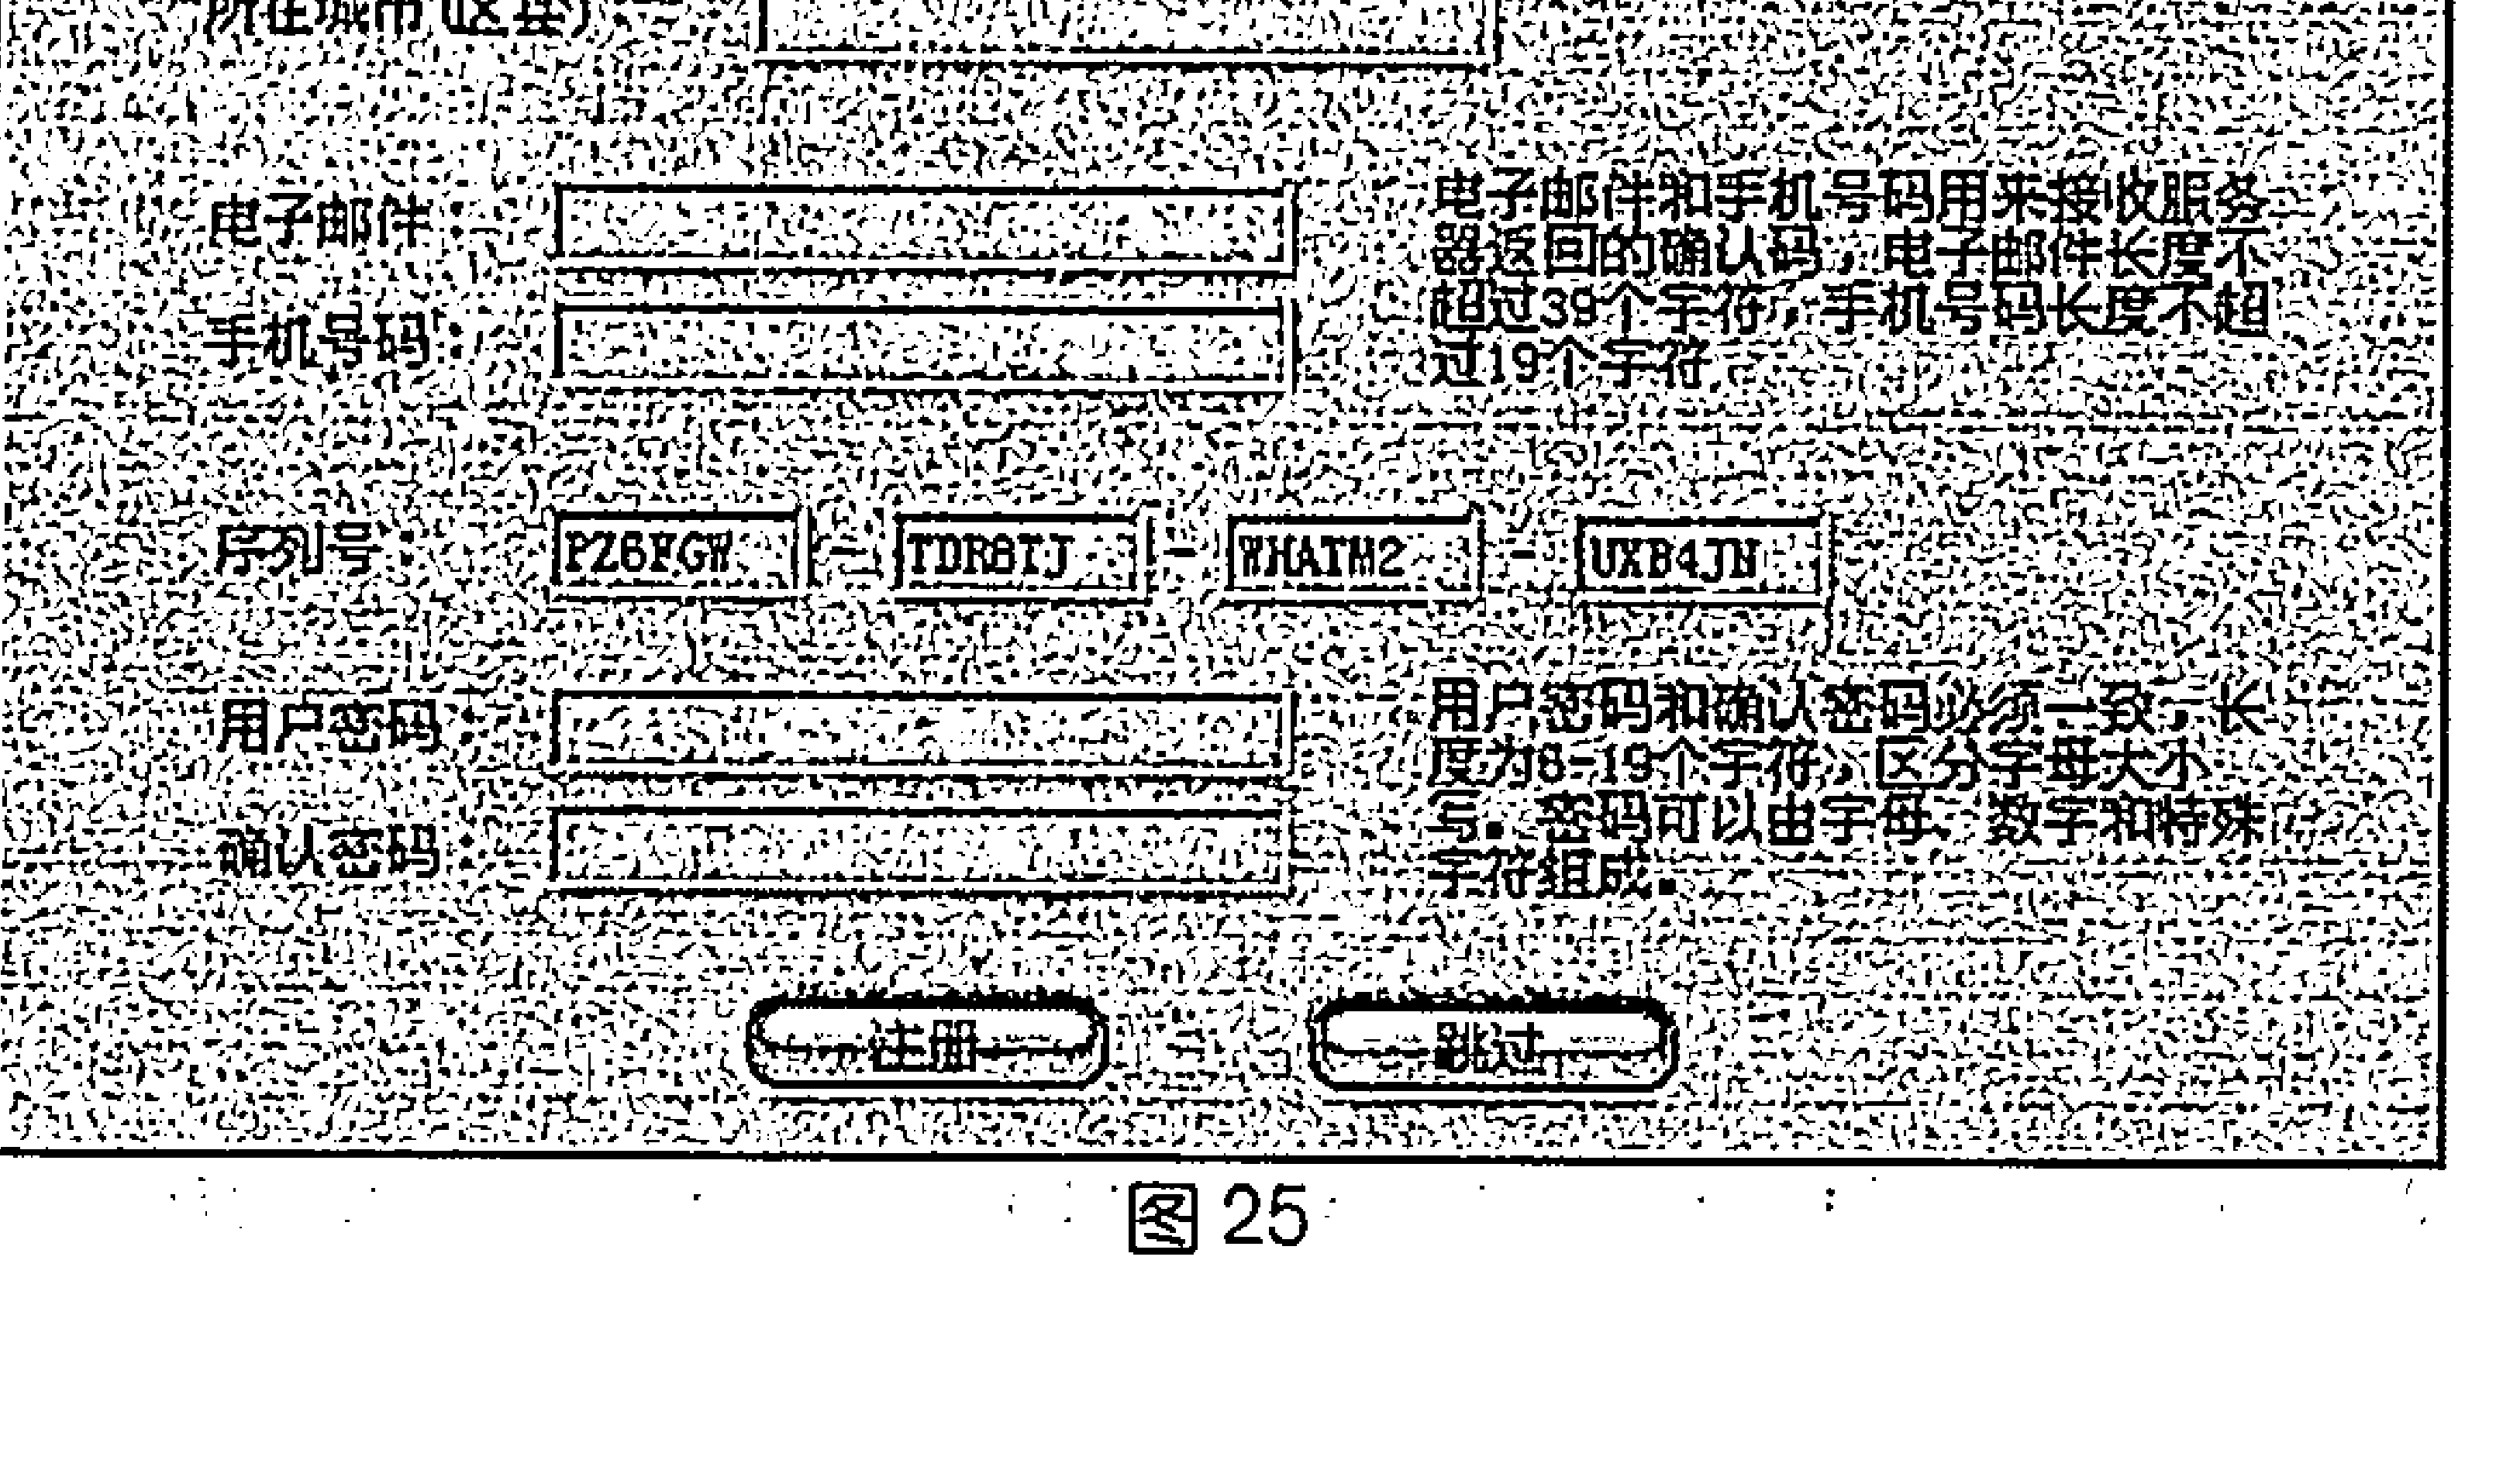 所在城市(区县)
电子邮件：
电子邮件和手机号码用来接收服务
器返回的确认码，电子邮件长度不
超过39个字符，手机号码长度不超
过19个字符
手机号码：
序列号： PZ6FGW - TDR8TJ - WHATM2 - UXB4JN
用户密码：
用户密码和确认密码必须一致，长
度为6-19个字符，区分字母大小
写. 密码可以由字母、数字和特殊
字符组成.
确认密码：
注册 跳过
图 25